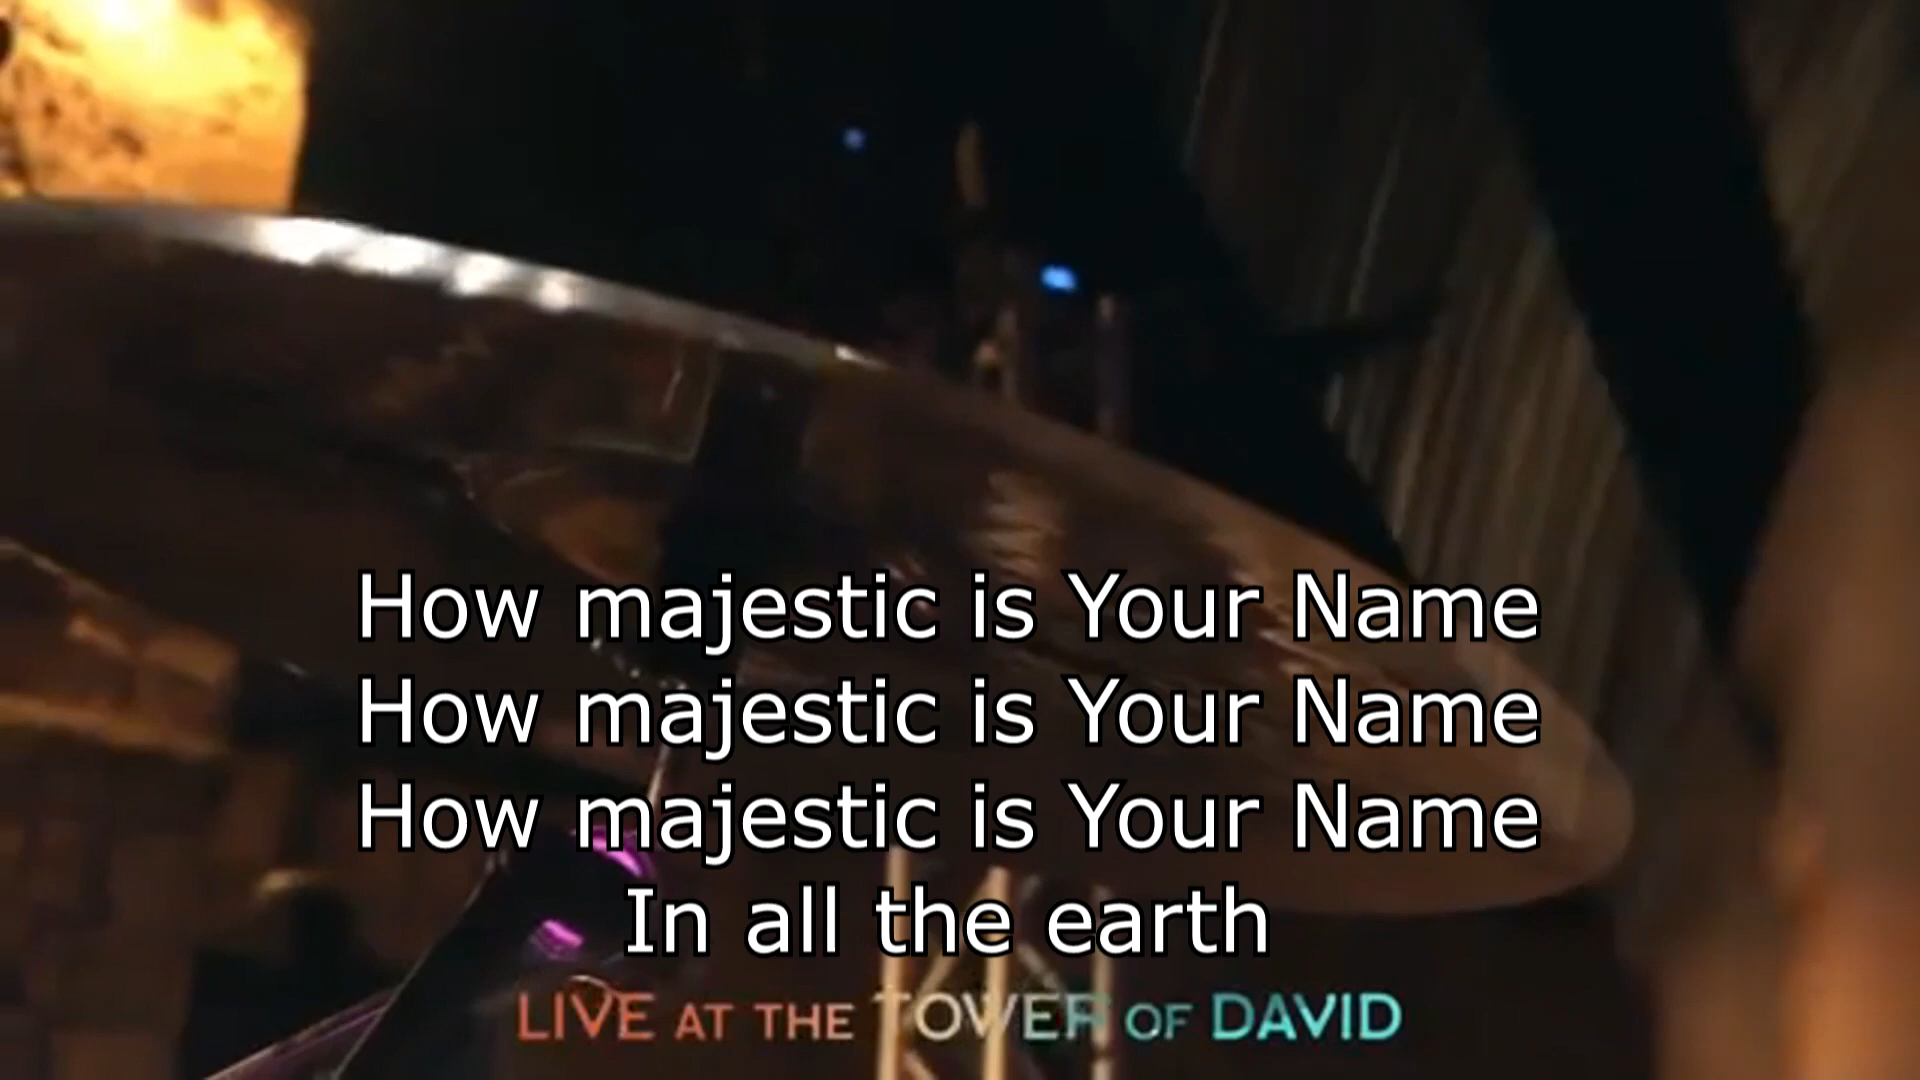 How majestic is Your Name
How majestic is Your Name
How majestic is Your Name
In all the earth
LIVE AT THE TOWER OF DAVID